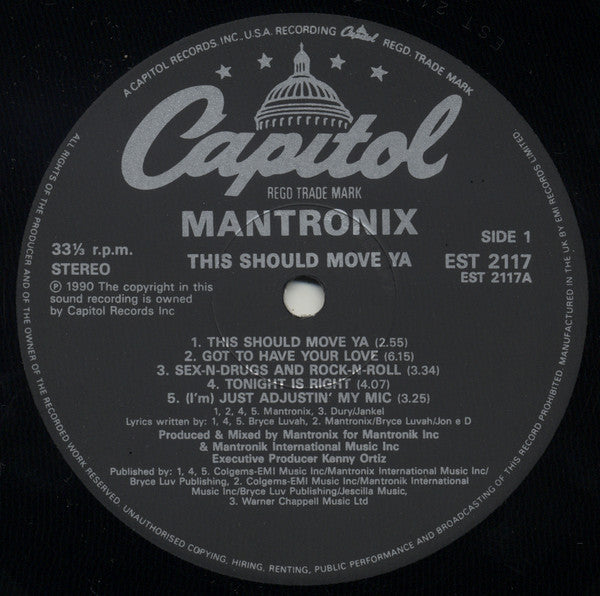 A CAPITOL RECORDS, INC., U.S.A. RECORDING Capitol REGD. TRADE MARK
Capitol
REGD TRADE MARK
MANTRONIX
THIS SHOULD MOVE YA
33⅓ r.p.m.
STEREO
℗ 1990 The copyright in this
sound recording is owned
by Capitol Records Inc
SIDE 1
EST 2117
EST 2117A
1. THIS SHOULD MOVE YA (2.55)
2. GOT TO HAVE YOUR LOVE (6.15)
3. SEX-N-DRUGS AND ROCK-N-ROLL (3.34)
4. TONIGHT IS RIGHT (4.07)
5. (I'm) JUST ADJUSTIN' MY MIC (3.25)
1, 2, 4, 5. Mantronix, 3. Dury/Jankel
Lyrics written by: 1, 4, 5. Bryce Luvah, 2. Mantronix/Bryce Luvah/Jon e D
Produced & Mixed by Mantronix for Mantronik Inc
& Mantronik International Music Inc
Executive Producer Kenny Ortiz
Published by: 1, 4, 5. Colgems-EMI Music Inc/Mantronix International Music Inc/
Bryce Luv Publishing, 2. Colgems-EMI Music Inc/Mantronik International
Music Inc/Bryce Luv Publishing/Jescilla Music,
3. Warner Chappell Music Ltd
ALL RIGHTS OF THE PRODUCER AND OF THE OWNER OF THE RECORDED WORK RESERVED. UNAUTHORISED COPYING, HIRING, RENTING, PUBLIC PERFORMANCE AND BROADCASTING OF THIS RECORD PROHIBITED. MANUFACTURED IN THE UK BY EMI RECORDS LIMITED